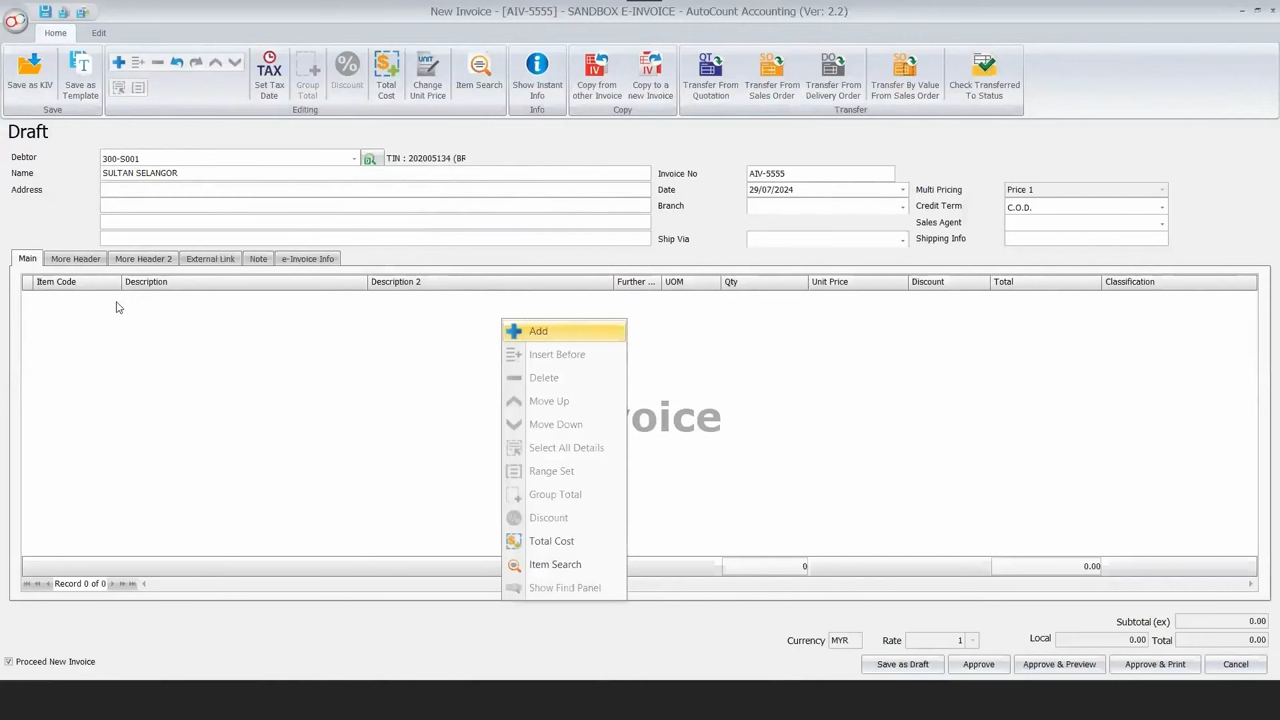 New Invoice - [AIV-5555] - SANDBOX E-INVOICE - AutoCount Accounting (Ver: 2.2)
Home Edit
Save as KIV
Save as Template
Set Tax Date
Group Total
Discount
Total Cost
Change Unit Price
Item Search
Show Instant Info
Copy from other Invoice
Copy to a new Invoice
Transfer From Quotation
Transfer From Sales Order
Transfer From Delivery Order
Transfer By Value From Sales Order
Check Transferred To Status
Save Editing Info Copy Transfer
Draft
Debtor 300-S001 TIN : 202005134 (BR
Name SULTAN SELANGOR Invoice No AIV-5555
Address Date 29/07/2024 Multi Pricing Price 1
Branch Credit Term C.O.D.
Sales Agent
Ship Via Shipping Info
Main More Header More Header 2 External Link Note e-Invoice Info
Item Code Description Description 2 Further ... UOM Qty Unit Price Discount Total Classification
Add
Insert Before
Delete
Move Up
Move Down
Select All Details
Range Set
Group Total
Discount
Total Cost
Item Search
Show Find Panel
voice
0 0.00
Record 0 of 0
Subtotal (ex) 0.00
Currency MYR Rate 1 Local 0.00 Total 0.00
Proceed New Invoice Save as Draft Approve Approve & Preview Approve & Print Cancel